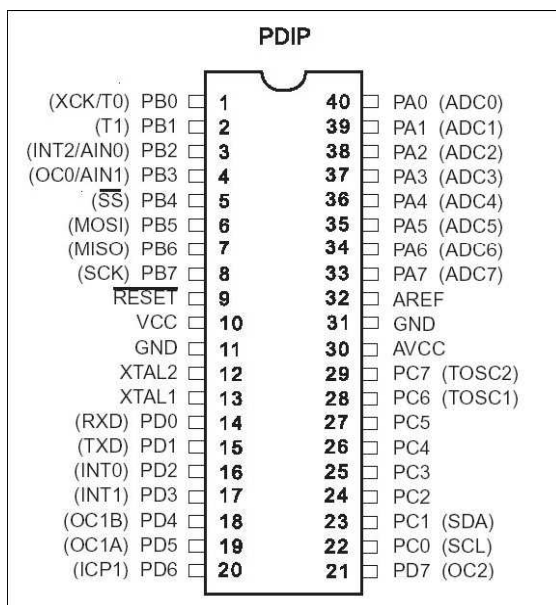 PDIP
(XCK/T0) PB0 1 40 PA0 (ADC0)
(T1) PB1 2 39 PA1 (ADC1)
(INT2/AIN0) PB2 3 38 PA2 (ADC2)
(OC0/AIN1) PB3 4 37 PA3 (ADC3)
(SS) PB4 5 36 PA4 (ADC4)
(MOSI) PB5 6 35 PA5 (ADC5)
(MISO) PB6 7 34 PA6 (ADC6)
(SCK) PB7 8 33 PA7 (ADC7)
RESET 9 32 AREF
VCC 10 31 GND
GND 11 30 AVCC
XTAL2 12 29 PC7 (TOSC2)
XTAL1 13 28 PC6 (TOSC1)
(RXD) PD0 14 27 PC5
(TXD) PD1 15 26 PC4
(INT0) PD2 16 25 PC3
(INT1) PD3 17 24 PC2
(OC1B) PD4 18 23 PC1 (SDA)
(OC1A) PD5 19 22 PC0 (SCL)
(ICP1) PD6 20 21 PD7 (OC2)